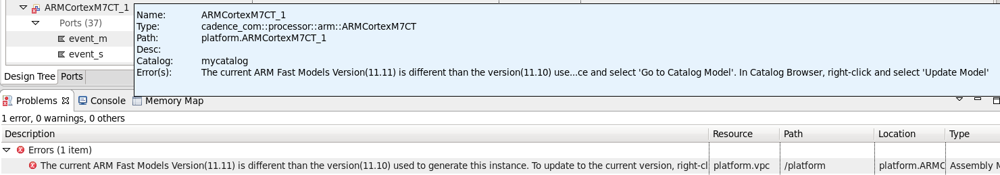 ARMCortexM7CT_1
Ports (37)
event_m
event_s
Design Tree Ports
Name: ARMCortexM7CT_1
Type: cadence_com::processor::arm::ARMCortexM7CT
Path: platform.ARMCortexM7CT_1
Desc:
Catalog: mycatalog
Error(s): The current ARM Fast Models Version(11.11) is different than the version(11.10) use...ce and select 'Go to Catalog Model'. In Catalog Browser, right-click and select 'Update Model'
Problems Console Memory Map
1 error, 0 warnings, 0 others
Description Resource Path Location Type
Errors (1 item)
The current ARM Fast Models Version(11.11) is different than the version(11.10) used to generate this instance. To update to the current version, right-cl platform.vpc /platform platform.ARMC Assembly M